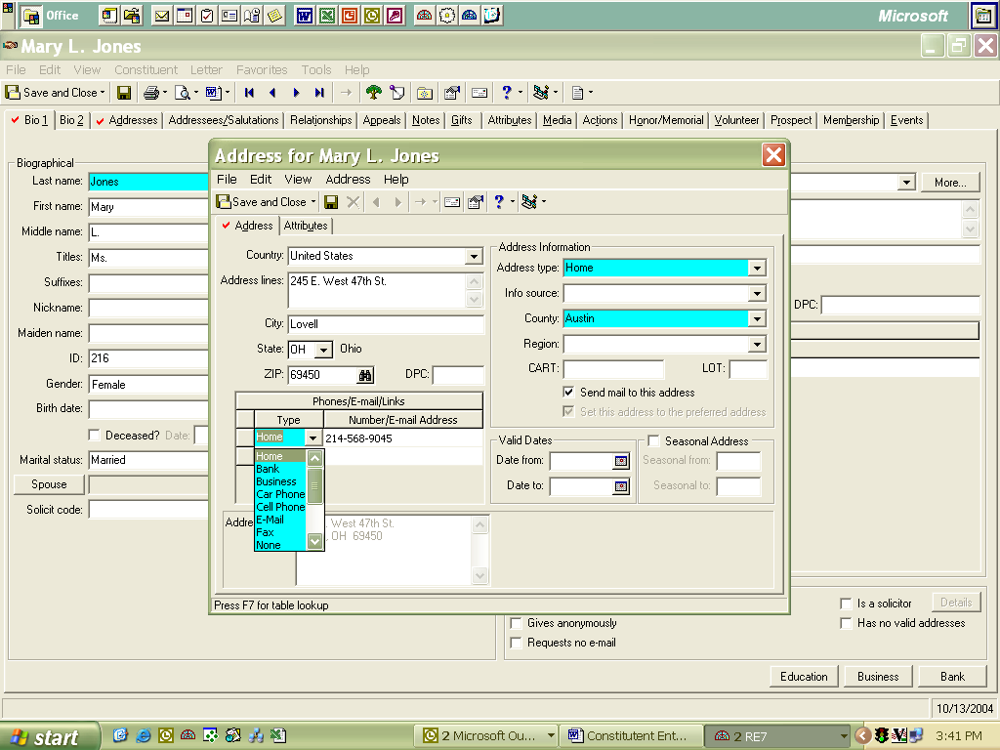 Office Microsoft
Mary L. Jones
File Edit View Constituent Letter Favorites Tools Help
Save and Close
Bio 1 Bio 2 Addresses Addressees/Salutations Relationships Appeals Notes Gifts Attributes Media Actions Honor/Memorial Volunteer Prospect Membership Events
Biographical
Last name: Jones
First name: Mary
Middle name: L.
Titles: Ms.
Suffixes:
Nickname:
Maiden name:
ID: 216
Gender: Female
Birth date:
Deceased? Date:
Marital status: Married
Spouse
Solicit code:
More...
DPC:
Address for Mary L. Jones
File Edit View Address Help
Save and Close
Address Attributes
Country: United States
Address lines: 245 E. West 47th St.
City: Lovell
State: OH Ohio
ZIP: 69450 DPC:
Phones/E-mail/Links
Type Number/E-mail Address
Home 214-568-9045
Home
Bank
Business
Car Phone
Cell Phone
E-Mail
Fax
None
Addre
West 47th St.
OH 69450
Address Information
Address type: Home
Info source:
County: Austin
Region:
CART: LOT:
Send mail to this address
Set this address to the preferred address
Valid Dates
Date from:
Date to:
Seasonal Address
Seasonal from:
Seasonal to:
Press F7 for table lookup
Gives anonymously
Requests no e-mail
Is a solicitor Details
Has no valid addresses
Education Business Bank
10/13/2004
start 2 Microsoft Ou... Constitutent Ent... 2 RE7 3:41 PM